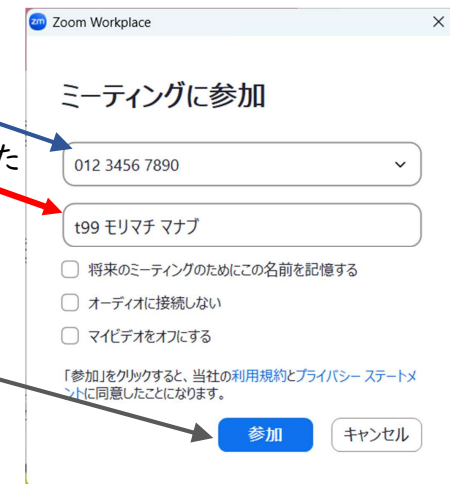 zm Zoom Workplace
ミーティングに参加
012 3456 7890
た
t99 モリマチ マナブ
将来のミーティングのためにこの名前を記憶する
オーディオに接続しない
マイビデオをオフにする
「参加」をクリックすると、当社の利用規約とプライバシー ステートメ
ントに同意したことになります。
参加 キャンセル